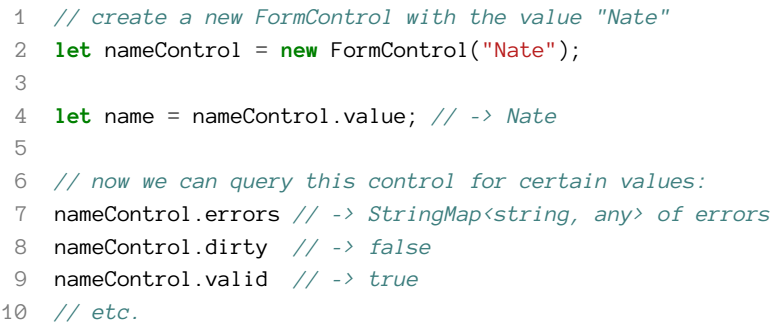 1 // create a new FormControl with the value "Nate"
2 let nameControl = new FormControl("Nate");
3
4 let name = nameControl.value; // -> Nate
5
6 // now we can query this control for certain values:
7 nameControl.errors // -> StringMap<string, any> of errors
8 nameControl.dirty  // -> false
9 nameControl.valid  // -> true
10 // etc.